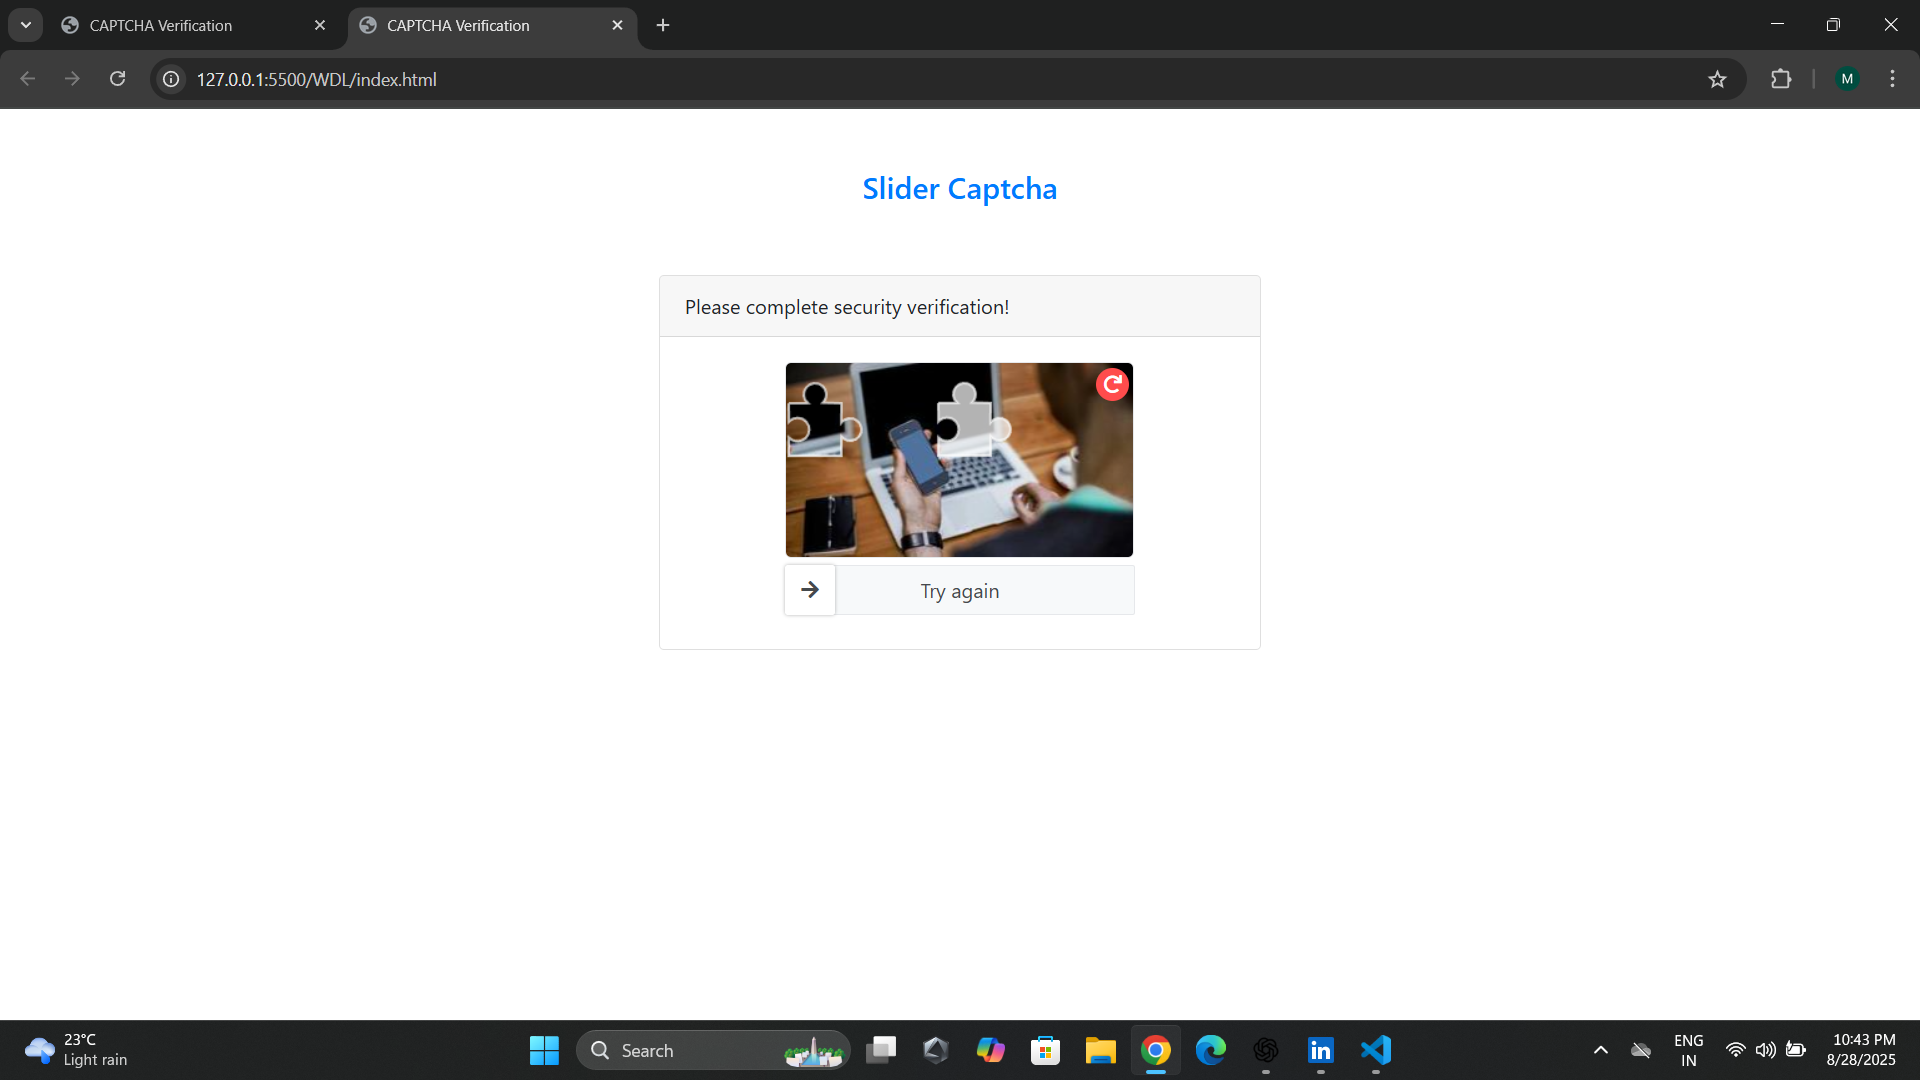 CAPTCHA Verification
CAPTCHA Verification
127.0.0.1:5500/WDL/index.html
M
Slider Captcha
Please complete security verification!
Try again
23°C
Light rain
Search
in
ENG
IN
10:43 PM
8/28/2025